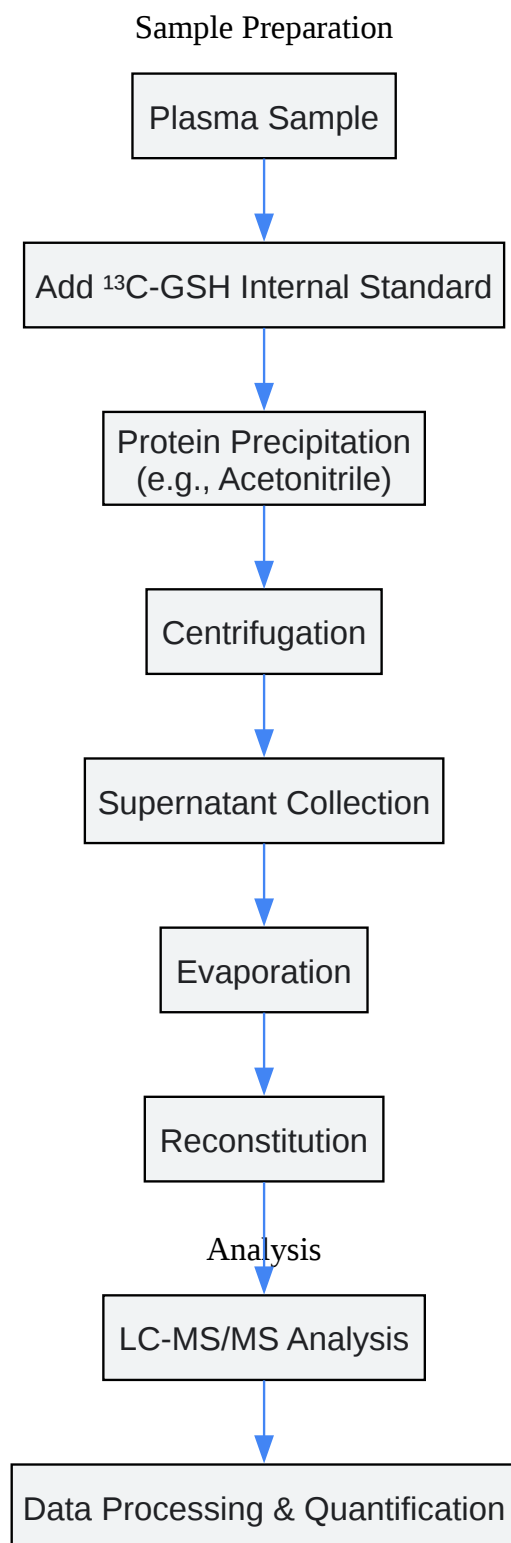 Sample Preparation
Plasma Sample
Add ¹³C-GSH Internal Standard
Protein Precipitation
(e.g., Acetonitrile)
Centrifugation
Supernatant Collection
Evaporation
Reconstitution
Analysis
LC-MS/MS Analysis
Data Processing & Quantification